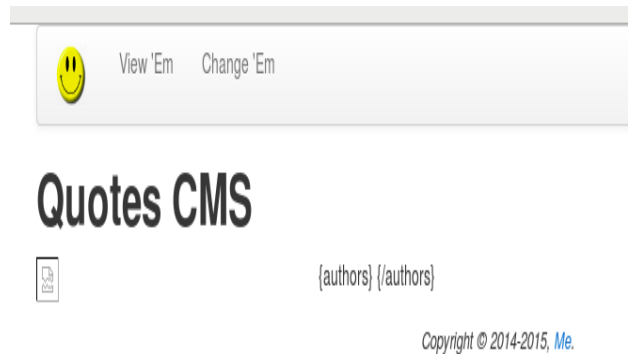 View 'Em Change 'Em
Quotes CMS
{authors} {/authors}
Copyright © 2014-2015, Me.